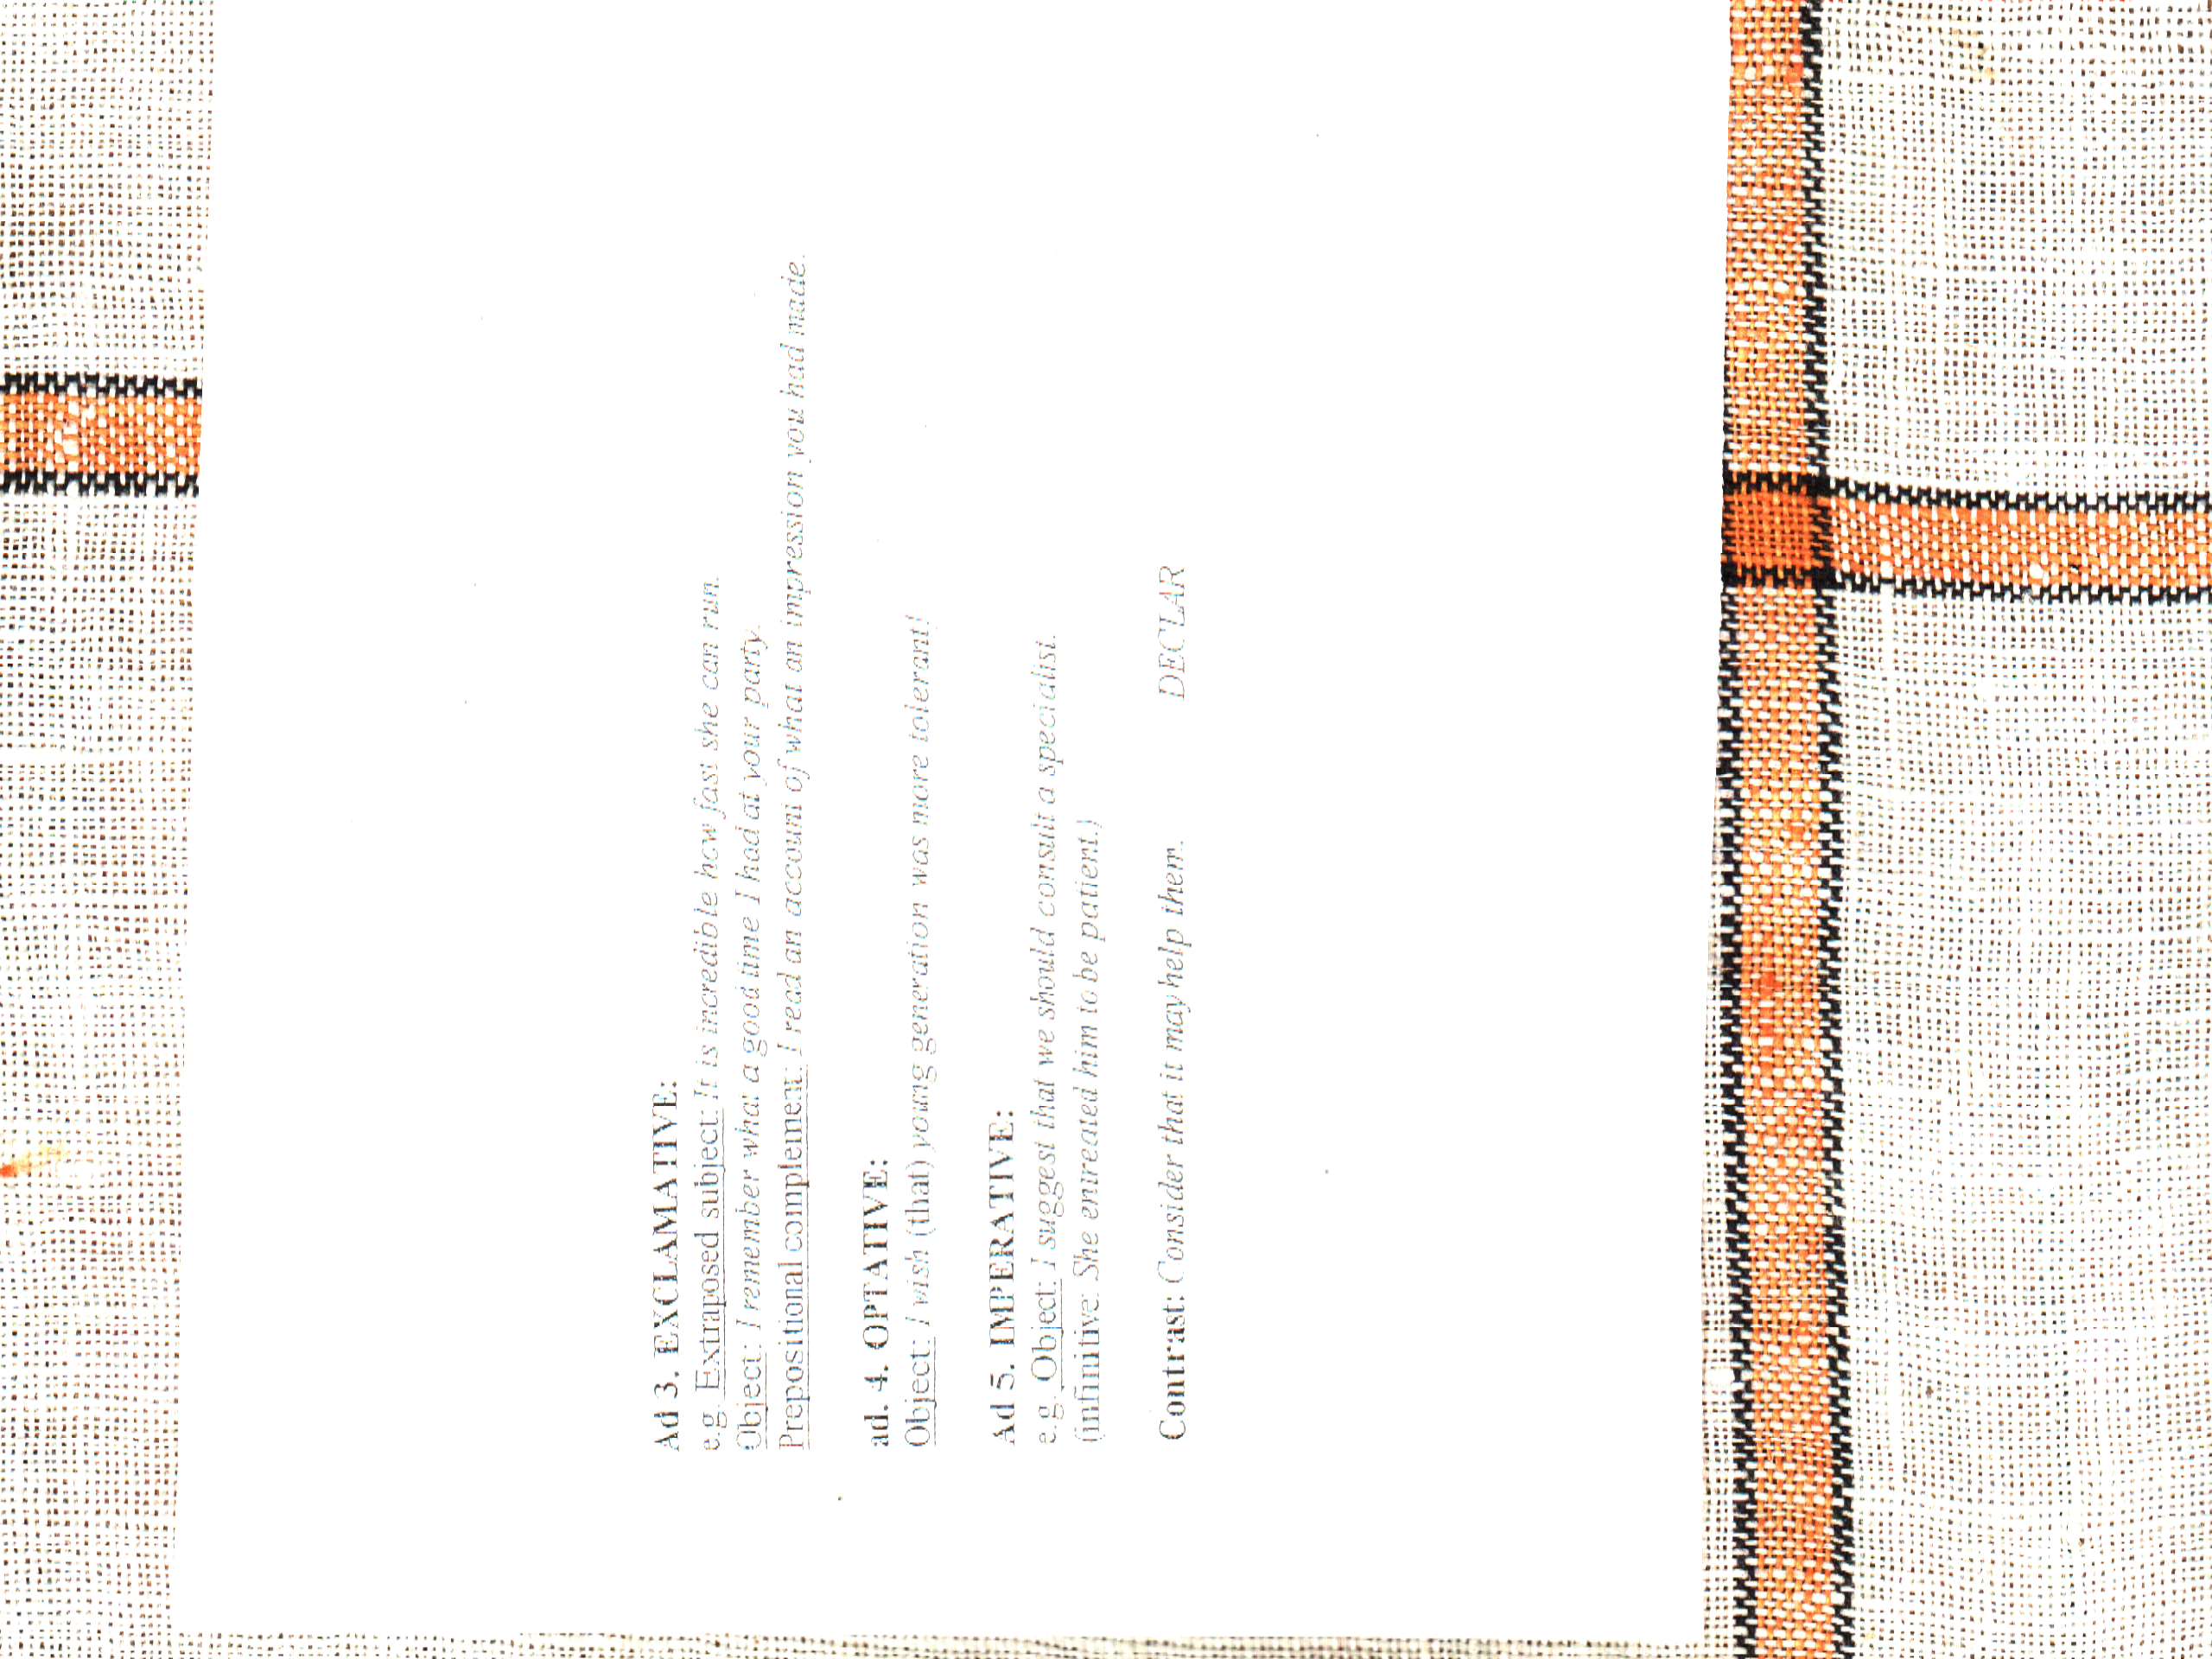 Ad 3. EXCLAMATIVE:
e.g. Extraposed subject: It is incredible how fast she can run.
Object: I remember what a good time I had at your party.
Prepositional complement: I read an account of what an impression you had made.
ad. 4. OPTATIVE:
Object: I wish (that) young generation was more tolerant!
Ad 5. IMPERATIVE:
e.g. Object: I suggest that we should consult a specialist.
(infinitive: She entreated him to be patient.)
Contrast: Consider that it may help them. DECLAR